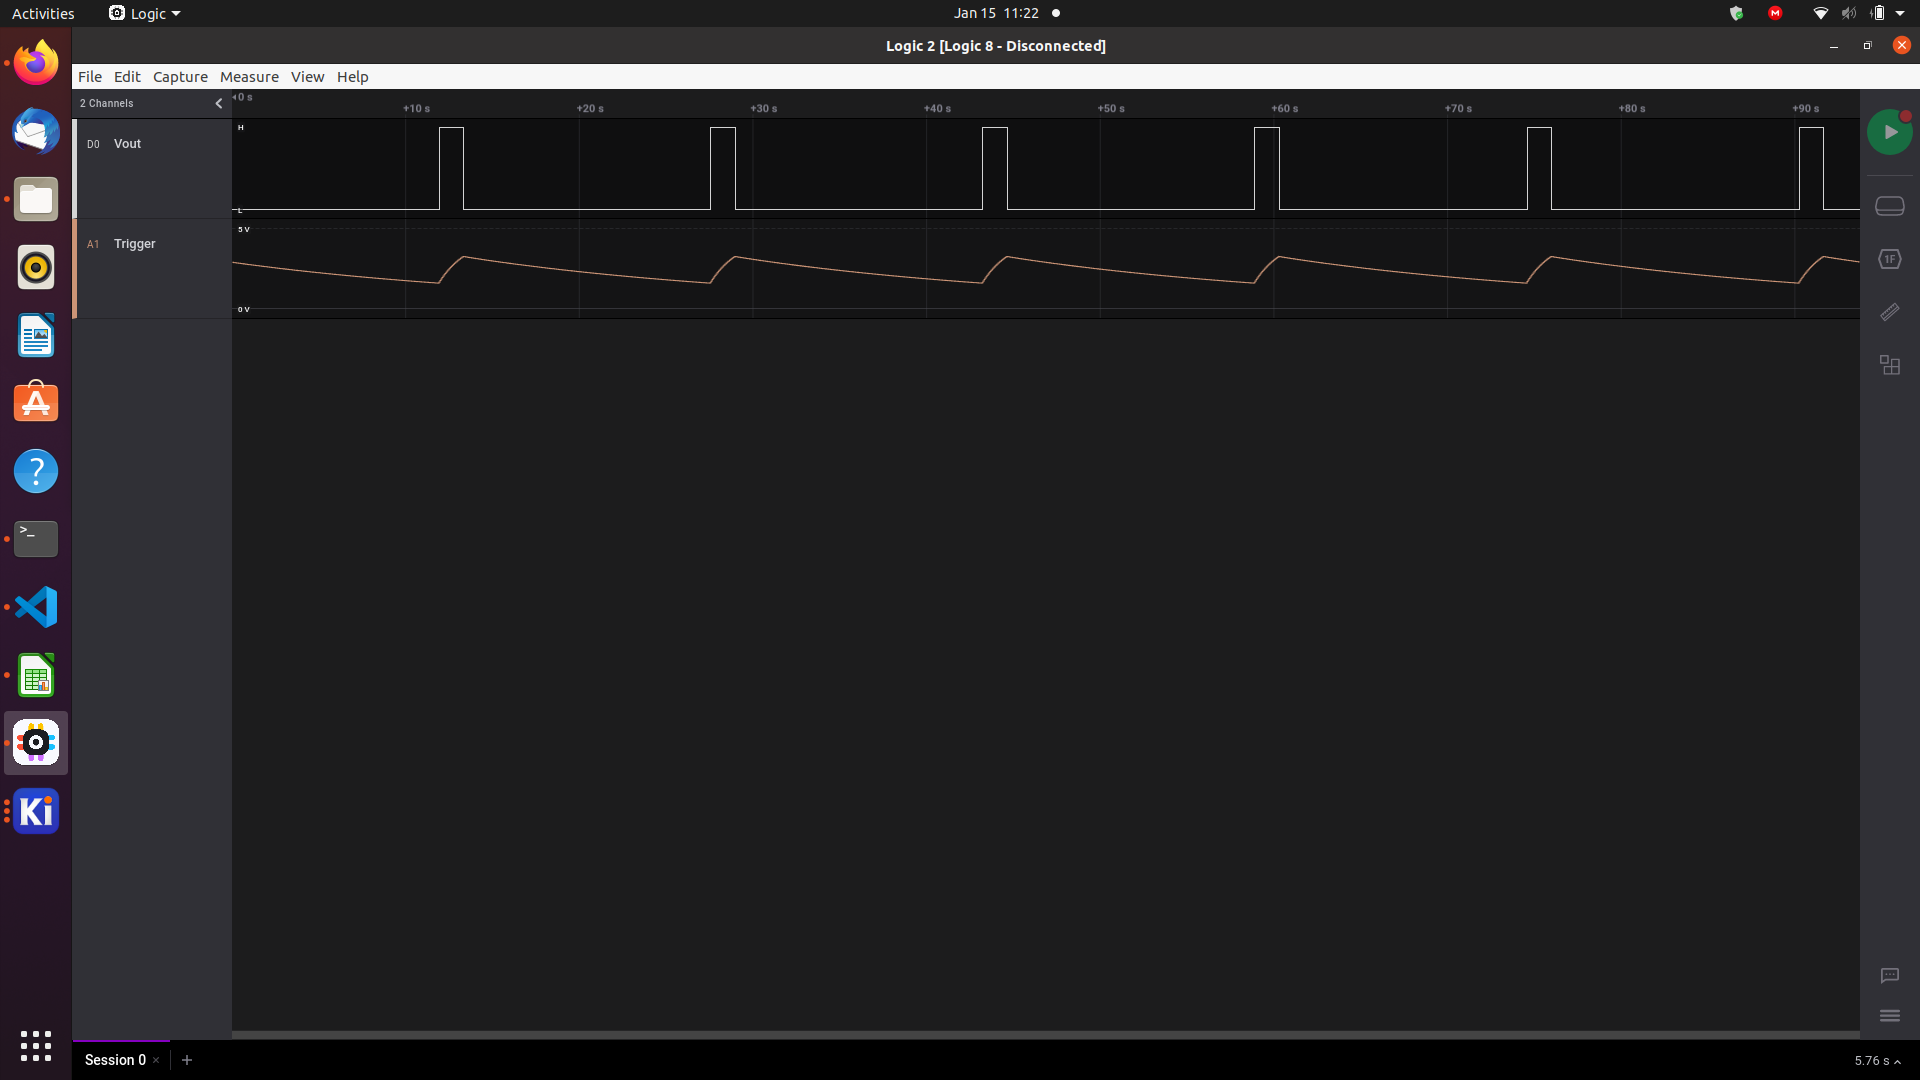 Activities Logic Jan 15 11:22 M
Logic 2 [Logic 8 - Disconnected]
File Edit Capture Measure View Help
2 Channels
0 s
+10 s +20 s +30 s +40 s +50 s +60 s +70 s +80 s +90 s
H
D0 Vout
L
5 V
A1 Trigger
1F
0 V
?
>_
Ki
Session 0 × +
5.76 s